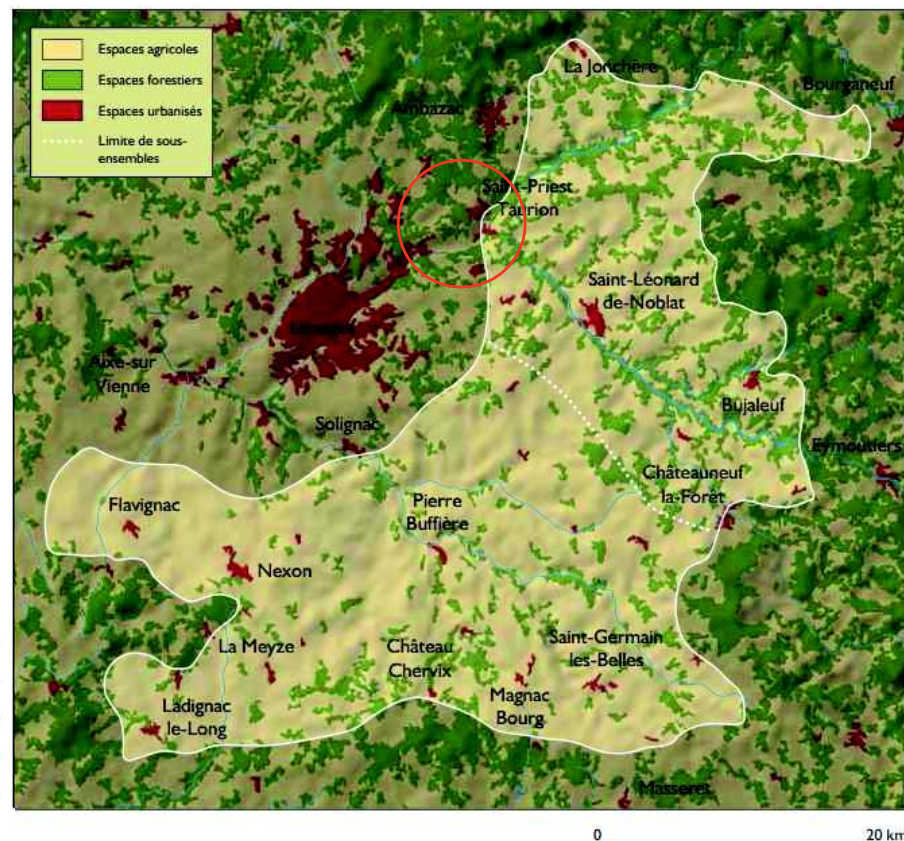 Espaces agricoles
Espaces forestiers
Espaces urbanisés
Limite de sous-
ensembles
La Jonchère
Bourganeuf
Ambazac
Saint-Priest
Taurion
Saint-Léonard
de-Noblat
Limoges
Aixe-sur
Vienne
Bujaleuf
Solignac
Eymoutiers
Châteauneuf
la-Forêt
Flavignac
Pierre
Buffière
Nexon
La Meyze
Château
Chervix
Saint-Germain
les-Belles
Magnac
Bourg
Ladignac
le-Long
Masseret
0
20 km